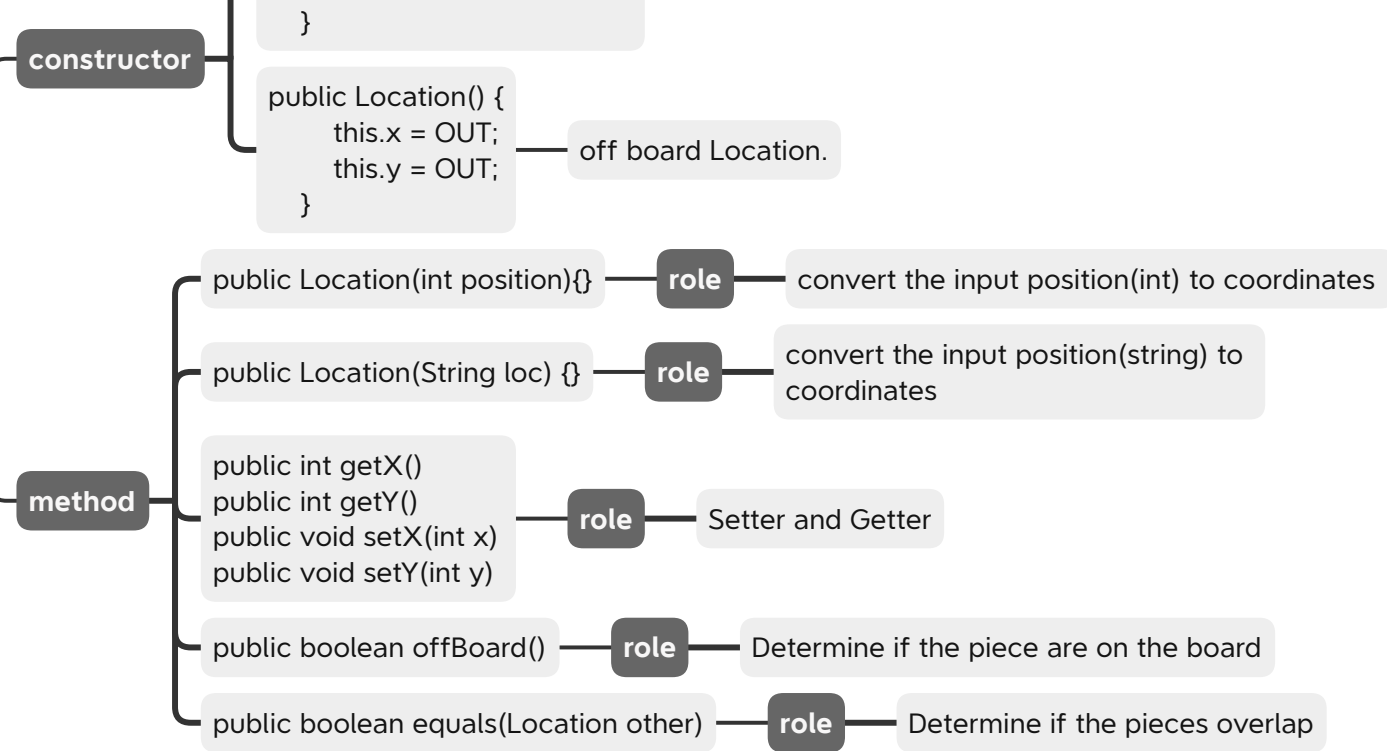 }
constructor
public Location() {
this.x = OUT;
this.y = OUT;
}
off board Location.
public Location(int position){}
role
convert the input position(int) to coordinates
public Location(String loc) {}
role
convert the input position(string) to
coordinates
method
public int getX()
public int getY()
public void setX(int x)
public void setY(int y)
role
Setter and Getter
public boolean offBoard()
role
Determine if the piece are on the board
public boolean equals(Location other)
role
Determine if the pieces overlap